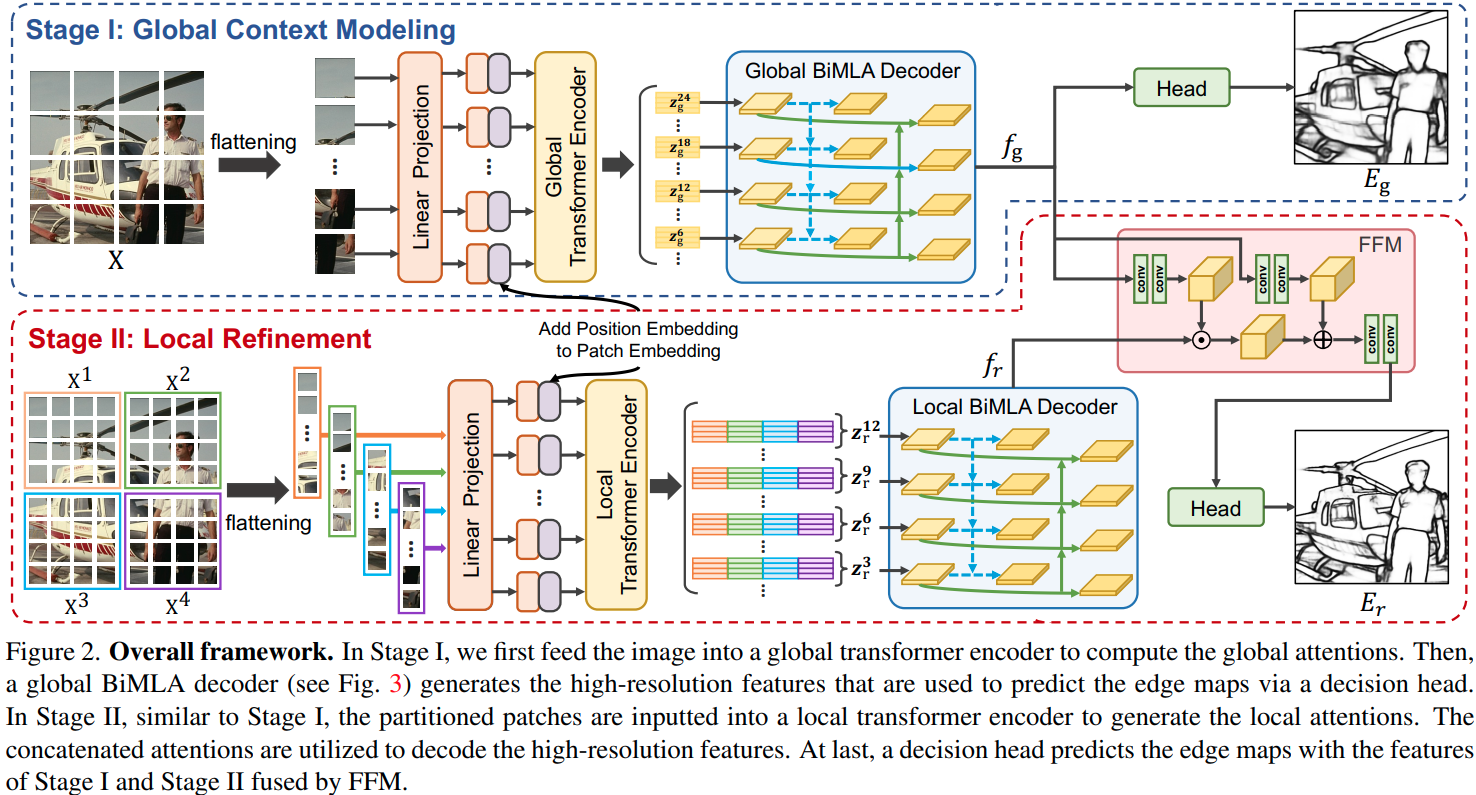 Stage I: Global Context Modeling
flattening
X
...
Linear Projection
...
Global Transformer Encoder
z_g^24
...
z_g^18
...
z_g^12
...
z_g^6
...
Global BiMLA Decoder
f_g
Head
E_g
FFM
conv conv
conv conv
conv conv
Add Position Embedding
to Patch Embedding
Stage II: Local Refinement
X^1 X^2
X^3 X^4
flattening
...
...
...
...
Linear Projection
...
Local Transformer Encoder
z_r^12
...
z_r^9
...
z_r^6
...
z_r^3
...
Local BiMLA Decoder
f_r
Head
E_r
Figure 2. Overall framework. In Stage I, we first feed the image into a global transformer encoder to compute the global attentions. Then,
a global BiMLA decoder (see Fig. 3) generates the high-resolution features that are used to predict the edge maps via a decision head.
In Stage II, similar to Stage I, the partitioned patches are inputted into a local transformer encoder to generate the local attentions. The
concatenated attentions are utilized to decode the high-resolution features. At last, a decision head predicts the edge maps with the features
of Stage I and Stage II fused by FFM.